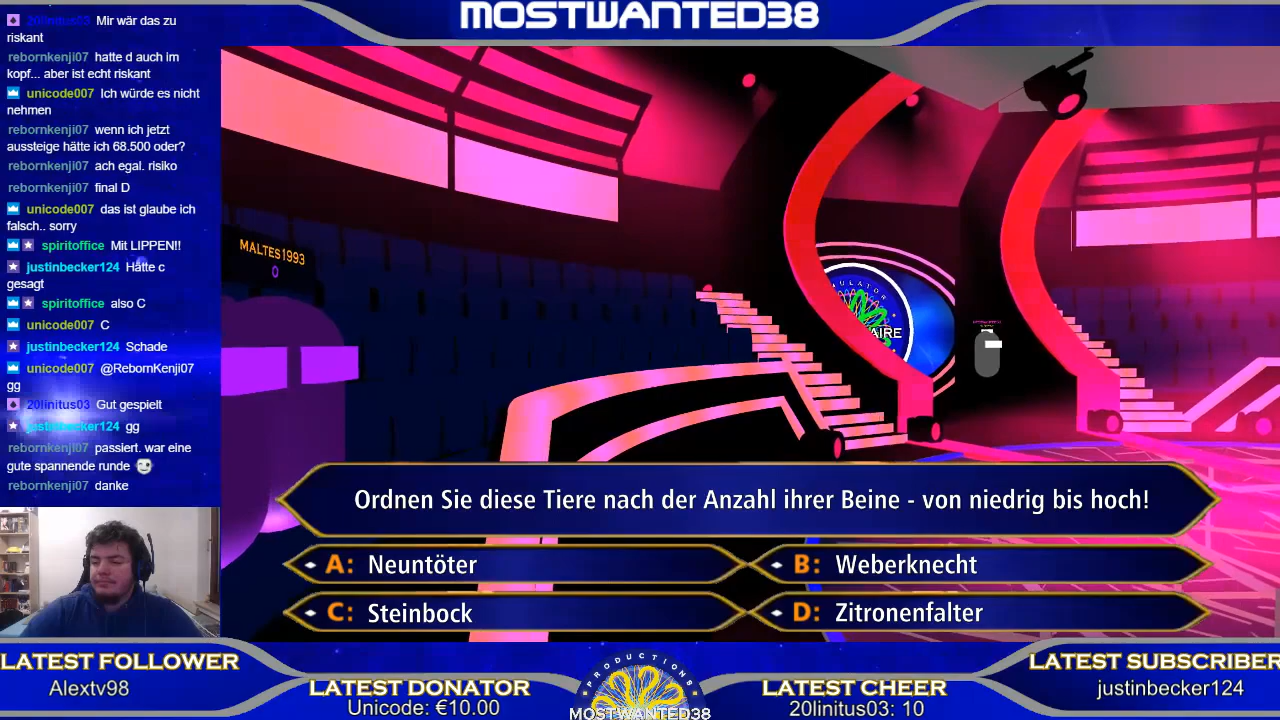 MOSTWANTED38
20linitus03 Mir wär das zu
riskant
rebornkenji07 hatte d auch im
kopf... aber ist echt riskant
unicode007 Ich würde es nicht
nehmen
rebornkenji07 wenn ich jetzt
aussteige hätte ich 68.500 oder?
rebornkenji07 ach egal. risiko
rebornkenji07 final D
unicode007 das ist glaube ich
falsch.. sorry
spiritoffice Mit LIPPEN!!
justinbecker124 Hätte c
gesagt
spiritoffice also C
unicode007 C
justinbecker124 Schade
unicode007 @RebornKenji07
gg
20linitus03 Gut gespielt
justinbecker124 gg
rebornkenji07 passiert. war eine
gute spannende runde
rebornkenji07 danke
MALTES1993
0
Ordnen Sie diese Tiere nach der Anzahl ihrer Beine - von niedrig bis hoch!
A: Neuntöter
B: Weberknecht
C: Steinbock
D: Zitronenfalter
LATEST FOLLOWER
Alextv98
LATEST DONATOR
Unicode: €10.00
PRODUCTIONS
MOSTWANTED38
LATEST CHEER
20linitus03: 10
LATEST SUBSCRIBER
justinbecker124